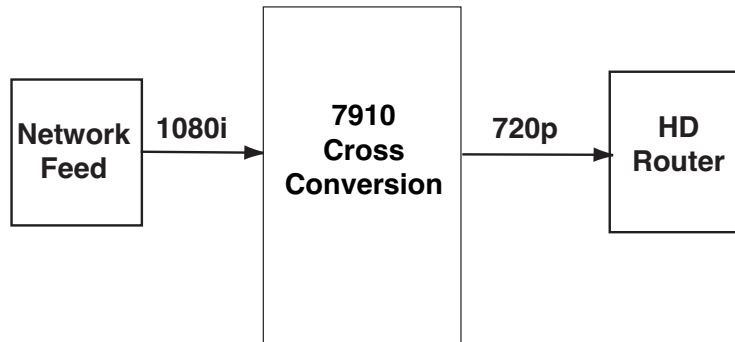 Network
Feed
1080i
7910
Cross
Conversion
720p
HD
Router